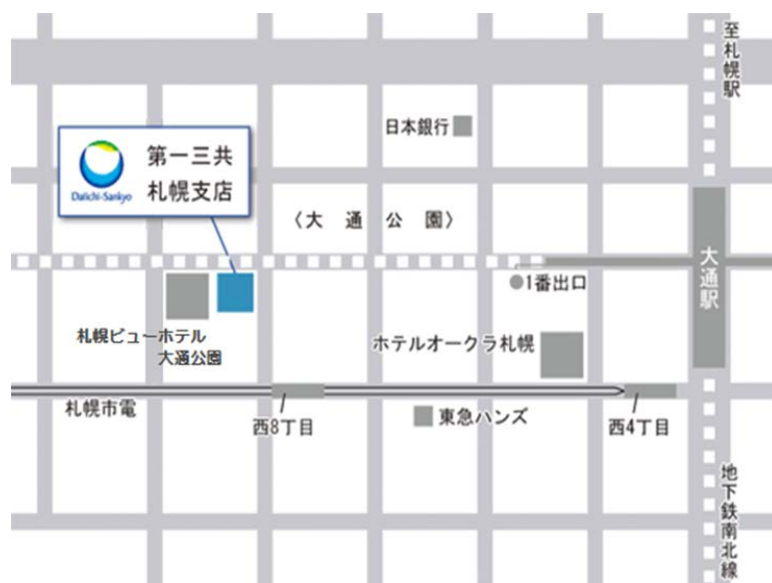 至札幌駅
日本銀行
第一三共
札幌支店
Daiichi-Sankyo
〈大通公園〉
大通駅
1番出口
札幌ビューホテル
大通公園
ホテルオークラ札幌
札幌市電
西8丁目
東急ハンズ
西4丁目
地下鉄南北線